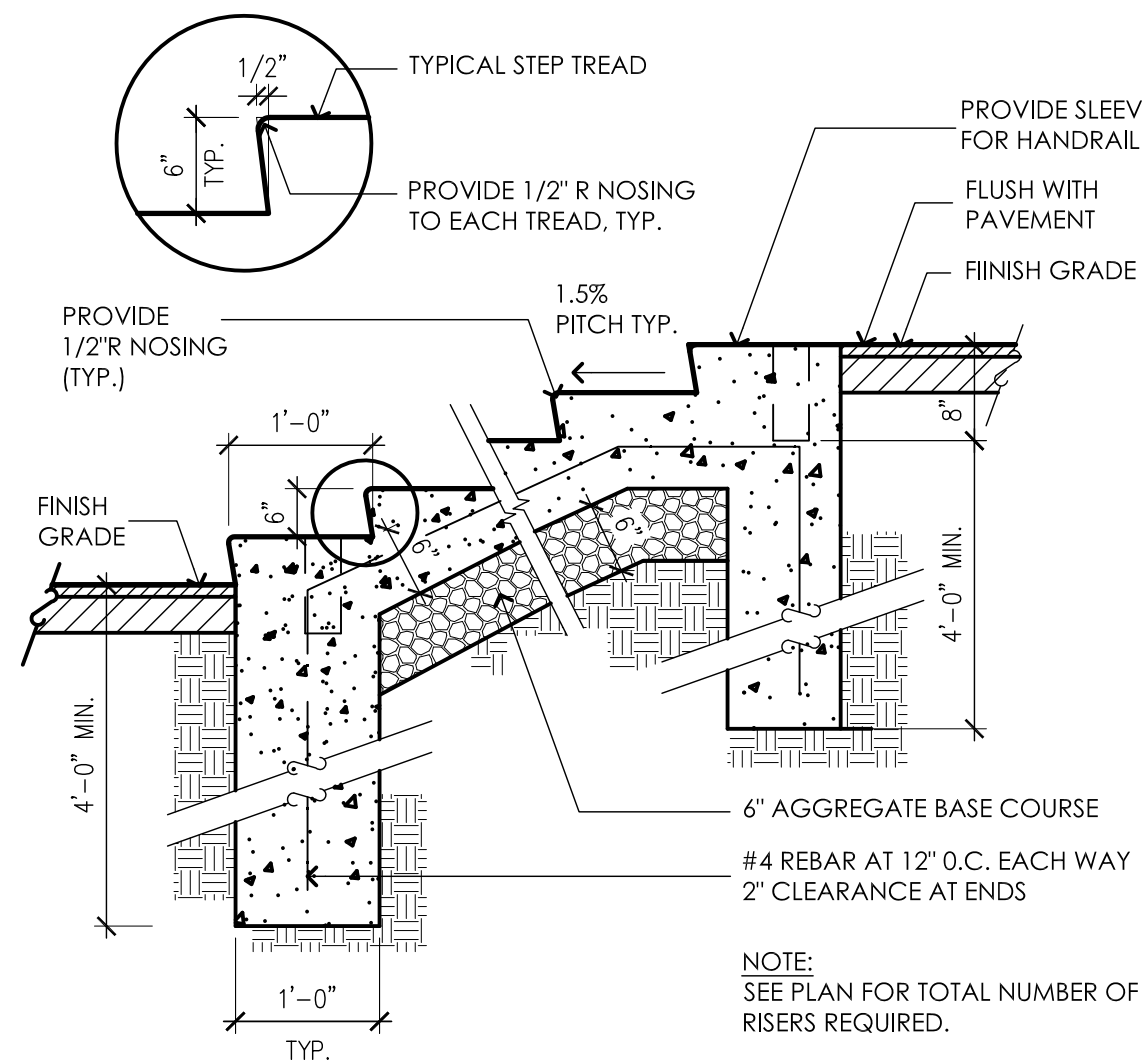 1/2"
TYPICAL STEP TREAD
6"
TYP.
PROVIDE 1/2" R NOSING
TO EACH TREAD, TYP.
PROVIDE SLEEV
FOR HANDRAIL
FLUSH WITH
PAVEMENT
FIINISH GRADE
1.5%
PITCH TYP.
PROVIDE
1/2"R NOSING
(TYP.)
1'-0"
8"
6"
FINISH
GRADE
6"
6"
4'-0" MIN.
4'-0" MIN.
6" AGGREGATE BASE COURSE
#4 REBAR AT 12" O.C. EACH WAY
2" CLEARANCE AT ENDS
NOTE:
SEE PLAN FOR TOTAL NUMBER OF
RISERS REQUIRED.
1'-0"
TYP.